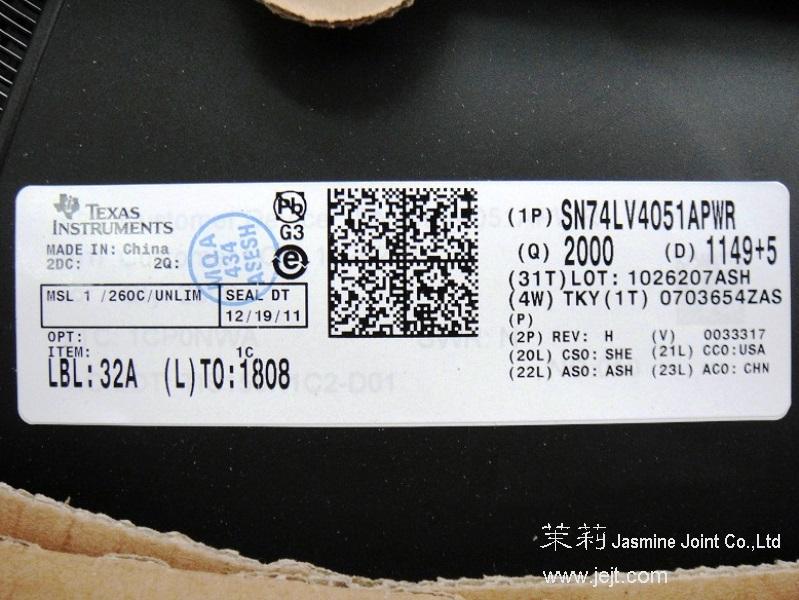 TEXAS
INSTRUMENTS
MADE IN: China
2DC: 2Q:
MQA
434
ASESH
Pb
G3
e
MSL 1 /260C/UNLIM
SEAL DT
12/19/11
OPT:
ITEM: 1C
LBL: 32A (L)TO:1808
(1P) SN74LV4051APWR
(Q) 2000 (D) 1149+5
(31T)LOT: 1026207ASH
(4W) TKY(1T) 0703654ZAS
(P)
(2P) REV: H (V) 0033317
(20L) CSO: SHE (21L) CCO:USA
(22L) ASO: ASH (23L) ACO: CHN
茉莉 Jasmine Joint Co.,Ltd
www.jejt.com